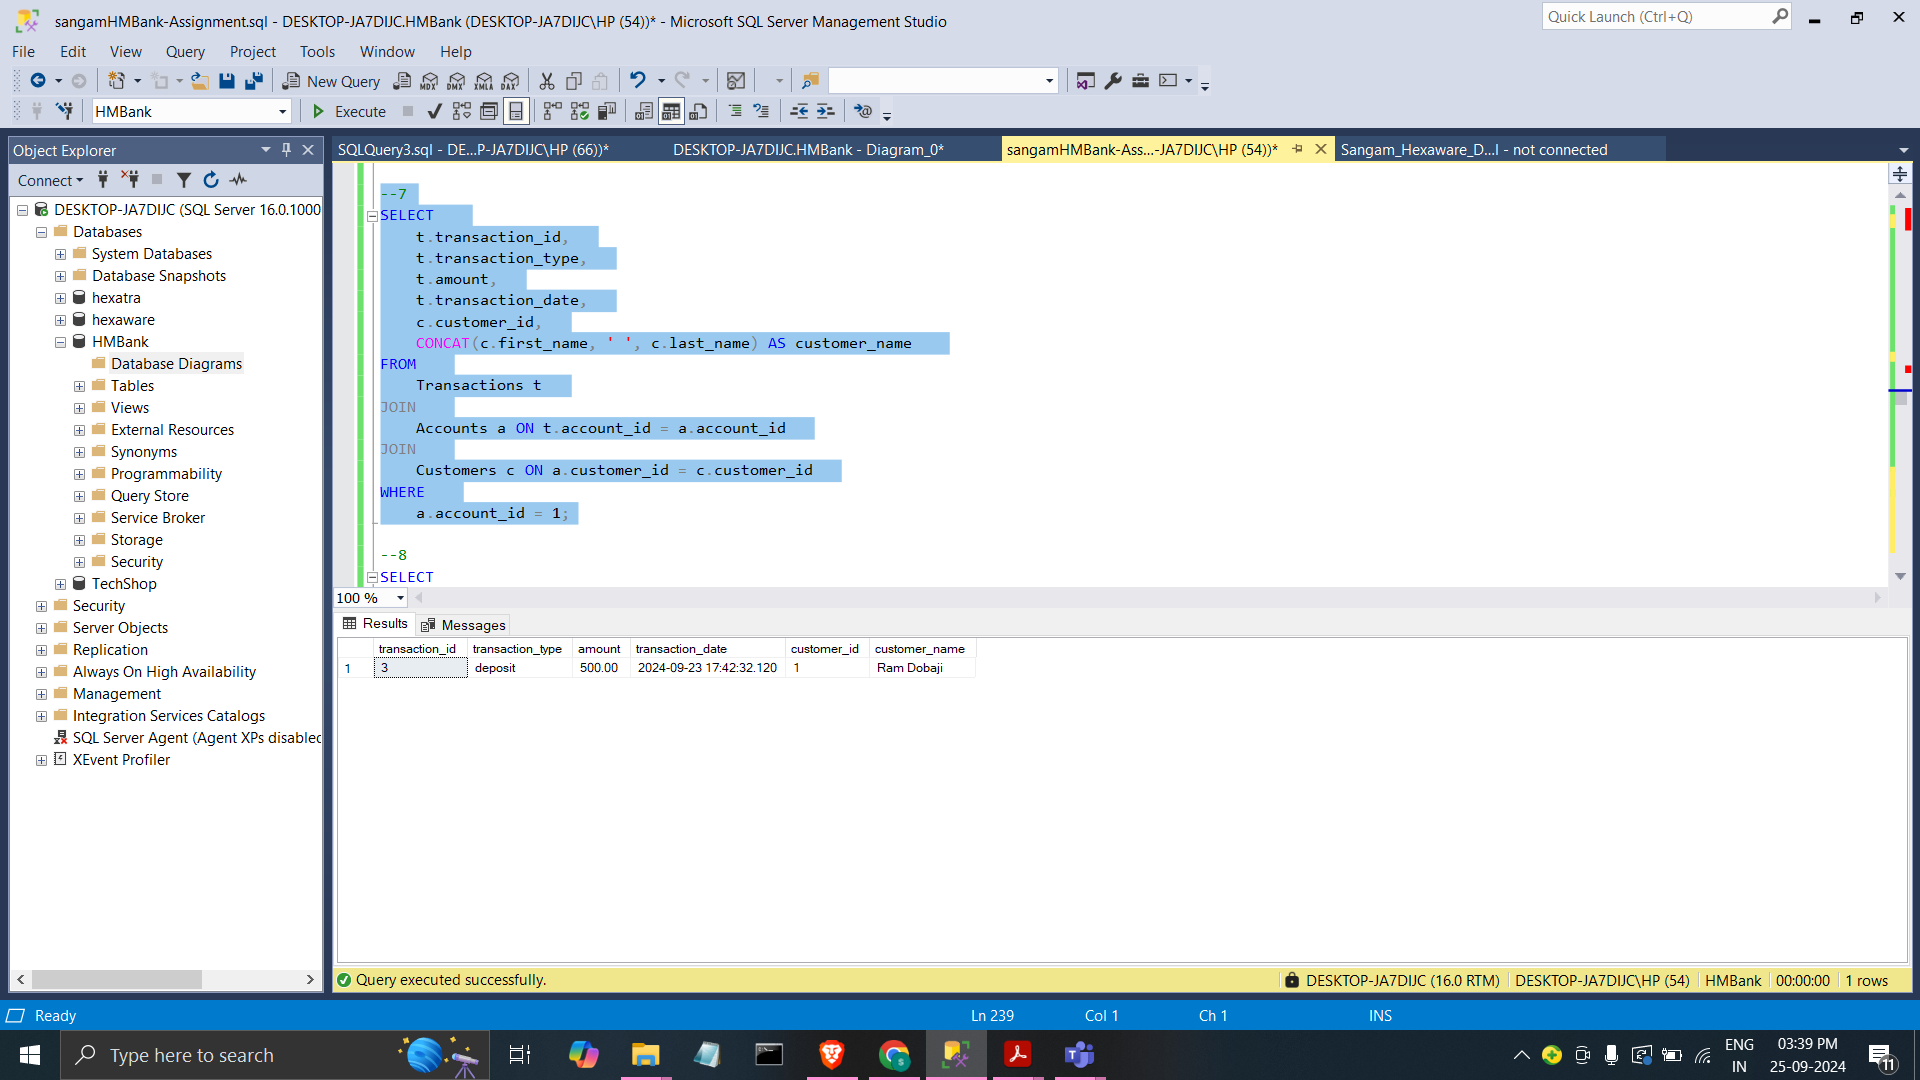 sangamHMBank-Assignment.sql - DESKTOP-JA7DIJC.HMBank (DESKTOP-JA7DIJC\HP (54))* - Microsoft SQL Server Management Studio
Quick Launch (Ctrl+Q)
File Edit View Query Project Tools Window Help
New Query MDX DMX XMLA DAX
HMBank Execute
Object Explorer
SQLQuery3.sql - DE...P-JA7DIJC\HP (66))*
DESKTOP-JA7DIJC.HMBank - Diagram_0*
sangamHMBank-Ass...-JA7DIJC\HP (54))*
Sangam_Hexaware_D...l - not connected
Connect
DESKTOP-JA7DIJC (SQL Server 16.0.1000
Databases
System Databases
Database Snapshots
hexatra
hexaware
HMBank
Database Diagrams
Tables
Views
External Resources
Synonyms
Programmability
Query Store
Service Broker
Storage
Security
TechShop
Security
Server Objects
Replication
Always On High Availability
Management
Integration Services Catalogs
SQL Server Agent (Agent XPs disabled
XEvent Profiler
--7
SELECT
t.transaction_id,
t.transaction_type,
t.amount,
t.transaction_date,
c.customer_id,
CONCAT(c.first_name, ' ', c.last_name) AS customer_name
FROM
Transactions t
JOIN
Accounts a ON t.account_id = a.account_id
JOIN
Customers c ON a.customer_id = c.customer_id
WHERE
a.account_id = 1;
--8
SELECT
100 %
Results Messages
transaction_id transaction_type amount transaction_date customer_id customer_name
1 3 deposit 500.00 2024-09-23 17:42:32.120 1 Ram Dobaji
Query executed successfully.
DESKTOP-JA7DIJC (16.0 RTM) DESKTOP-JA7DIJC\HP (54) HMBank 00:00:00 1 rows
Ready Ln 239 Col 1 Ch 1 INS
Type here to search
ENG
IN
03:39 PM
25-09-2024
11